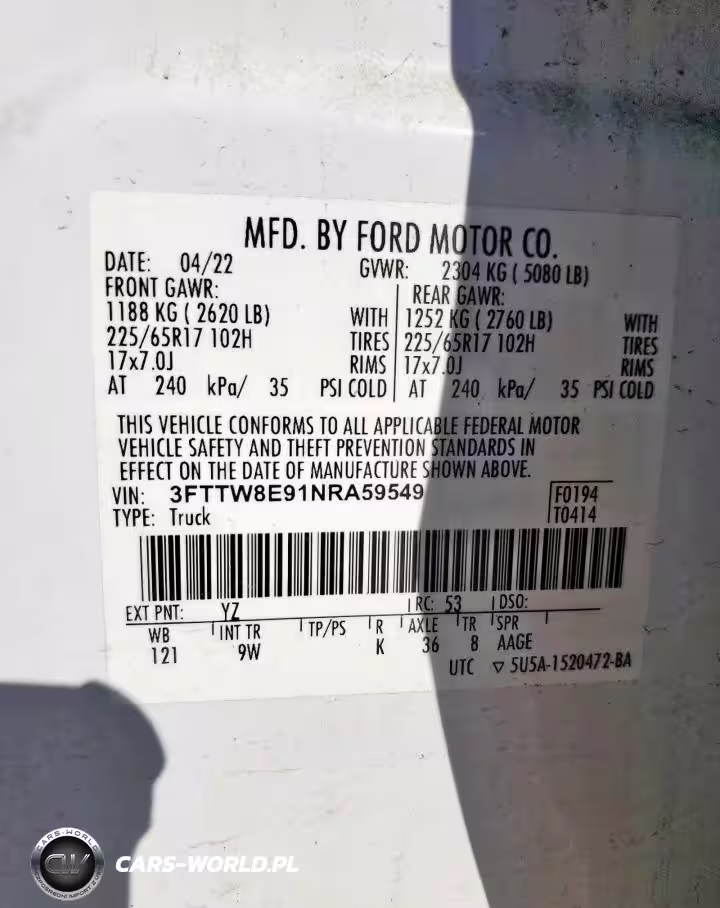 MFD. BY FORD MOTOR CO.
DATE: 04/22 GVWR: 2304 KG ( 5080 LB)
FRONT GAWR: REAR GAWR:
1188 KG ( 2620 LB) WITH 1252 KG ( 2760 LB) WITH
225/65R17 102H TIRES 225/65R17 102H TIRES
17x7.0J RIMS 17x7.0J RIMS
AT 240 kPa/ 35 PSI COLD AT 240 kPa/ 35 PSI COLD
THIS VEHICLE CONFORMS TO ALL APPLICABLE FEDERAL MOTOR
VEHICLE SAFETY AND THEFT PREVENTION STANDARDS IN
EFFECT ON THE DATE OF MANUFACTURE SHOWN ABOVE.
VIN: 3FTTW8E91NRA59549 F0194
TYPE: Truck T0414
EXT PNT: YZ RC: 53 DSO:
WB INT TR TP/PS R AXLE TR SPR
121 9W K 36 8 AAGE
UTC ▽ 5U5A-1520472-BA
CARS-WORLD
CW
CARS-WORLD.PL